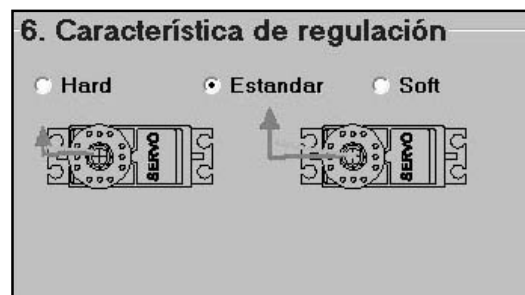 6. Característica de regulación
Hard Estandar Soft
SERVO SERVO